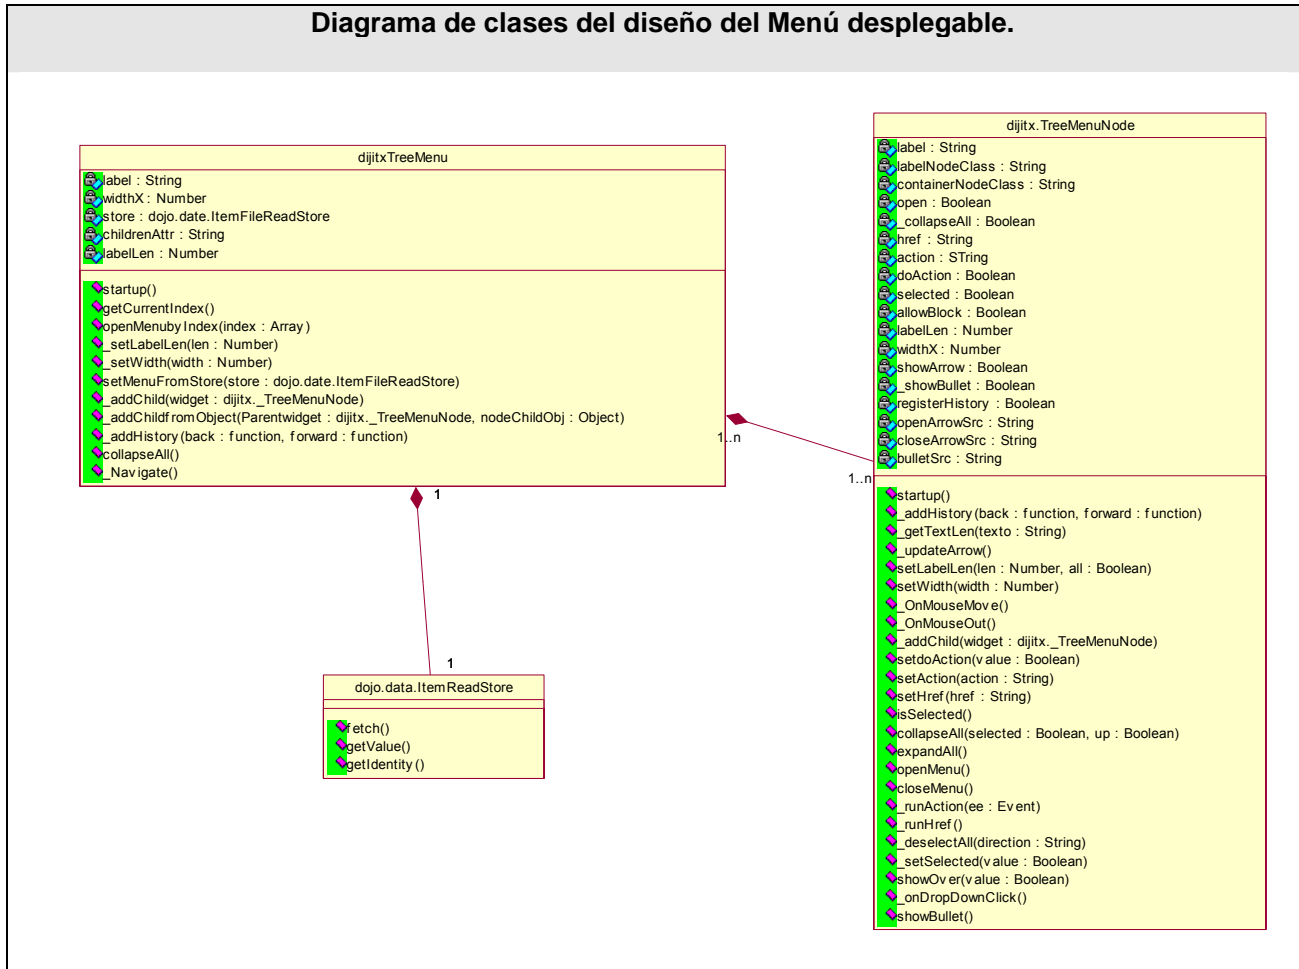 Diagrama de clases del diseño del Menú desplegable.
dijitxTreeMenu
label : String
widthX : Number
store : dojo.date.ItemFileReadStore
childrenAttr : String
labelLen : Number
startup()
getCurrentIndex()
openMenubyIndex(index : Array)
_setLabelLen(len : Number)
_setWidth(width : Number)
setMenuFromStore(store : dojo.date.ItemFileReadStore)
_addChild(widget : dijitx._TreeMenuNode)
_addChildfromObject(Parentwidget : dijitx._TreeMenuNode, nodeChildObj : Object)
_addHistory(back : function, forward : function)
collapseAll()
_Navigate()
1..n
1..n
1
1
dojo.data.ItemReadStore
fetch()
getValue()
getIdentity()
dijitx.TreeMenuNode
label : String
labelNodeClass : String
containerNodeClass : String
open : Boolean
_collapseAll : Boolean
href : String
action : STring
doAction : Boolean
selected : Boolean
allowBlock : Boolean
labelLen : Number
widthX : Number
showArrow : Boolean
_showBullet : Boolean
registerHistory : Boolean
openArrowSrc : String
closeArrowSrc : String
bulletSrc : String
startup()
_addHistory(back : function, forward : function)
_getTextLen(texto : String)
_updateArrow()
setLabelLen(len : Number, all : Boolean)
setWidth(width : Number)
_OnMouseMove()
_OnMouseOut()
_addChild(widget : dijitx._TreeMenuNode)
setdoAction(value : Boolean)
setAction(action : String)
setHref(href : String)
isSelected()
collapseAll(selected : Boolean, up : Boolean)
expandAll()
openMenu()
closeMenu()
_runAction(ee : Event)
_runHref()
_deselectAll(direction : String)
_setSelected(value : Boolean)
showOver(value : Boolean)
_onDropDownClick()
showBullet()